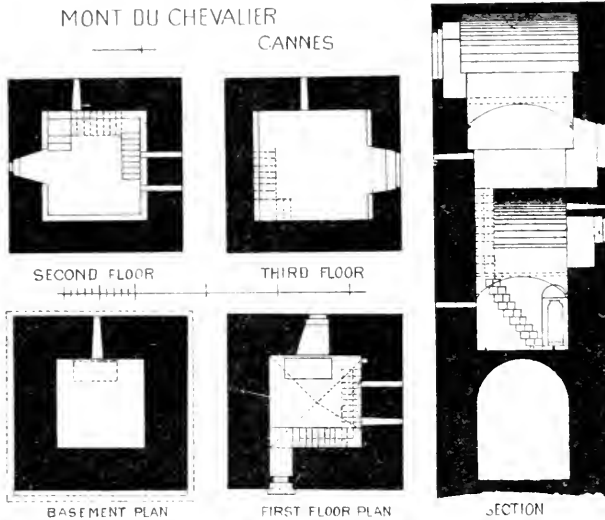 MONT DU CHEVALIER
CANNES
SECOND FLOOR
THIRD FLOOR
BASEMENT PLAN
FIRST FLOOR PLAN
SECTION